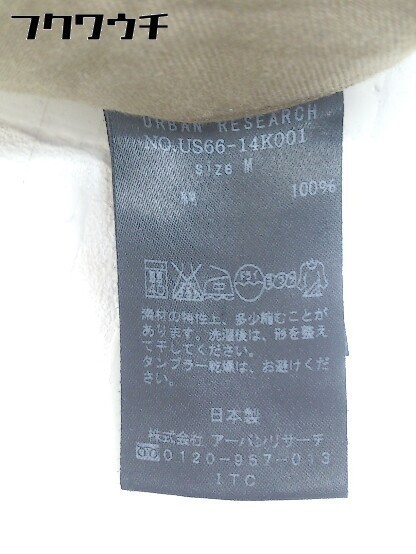 フクワウチ
URBAN RESEARCH
NO.US66-14K001
size M
綿 100%
素材の特性上、多少縮むことが
あります。洗濯後は、形を整え
て干してください。
タンブラー乾燥は、お避けくだ
さい。
日本製
株式会社 アーバンリサーチ
0120-967-013
ITC